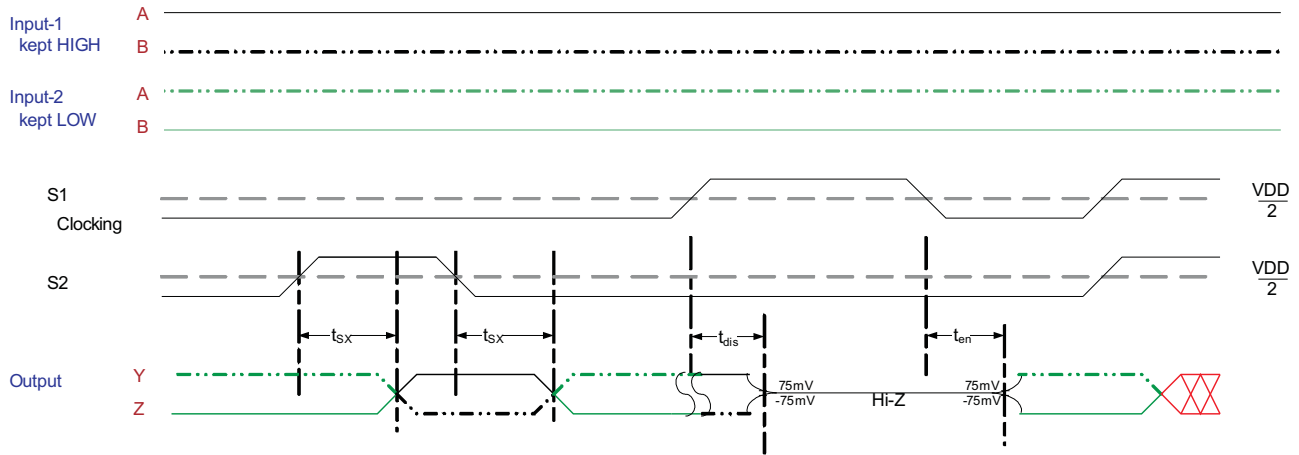 Input-1
kept HIGH
A
B
Input-2
kept LOW
A
B
S1
Clocking
VDD
2
S2
VDD
2
tSX
tSX
tdis
ten
Output
Y
Z
75mV
-75mV
Hi-Z
75mV
-75mV